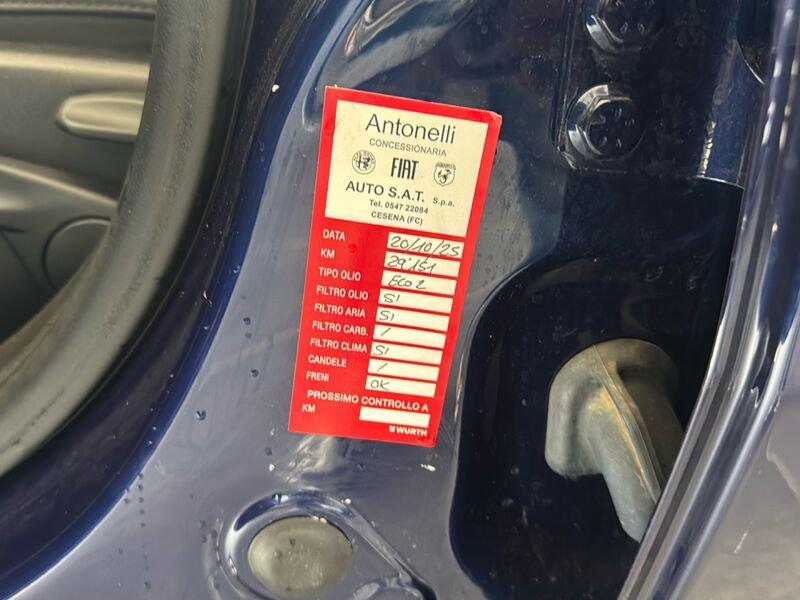 Antonelli
CONCESSIONARIA
FIAT
AUTO S.A.T. S.p.a.
Tel. 0547 22084
CESENA (FC)
DATA 20/10/25
KM 29'151
TIPO OLIO ECO 2
FILTRO OLIO SI
FILTRO ARIA SI
FILTRO CARB. /
FILTRO CLIMA SI
CANDELE /
FRENI OK
PROSSIMO CONTROLLO A
KM
WÜRTH